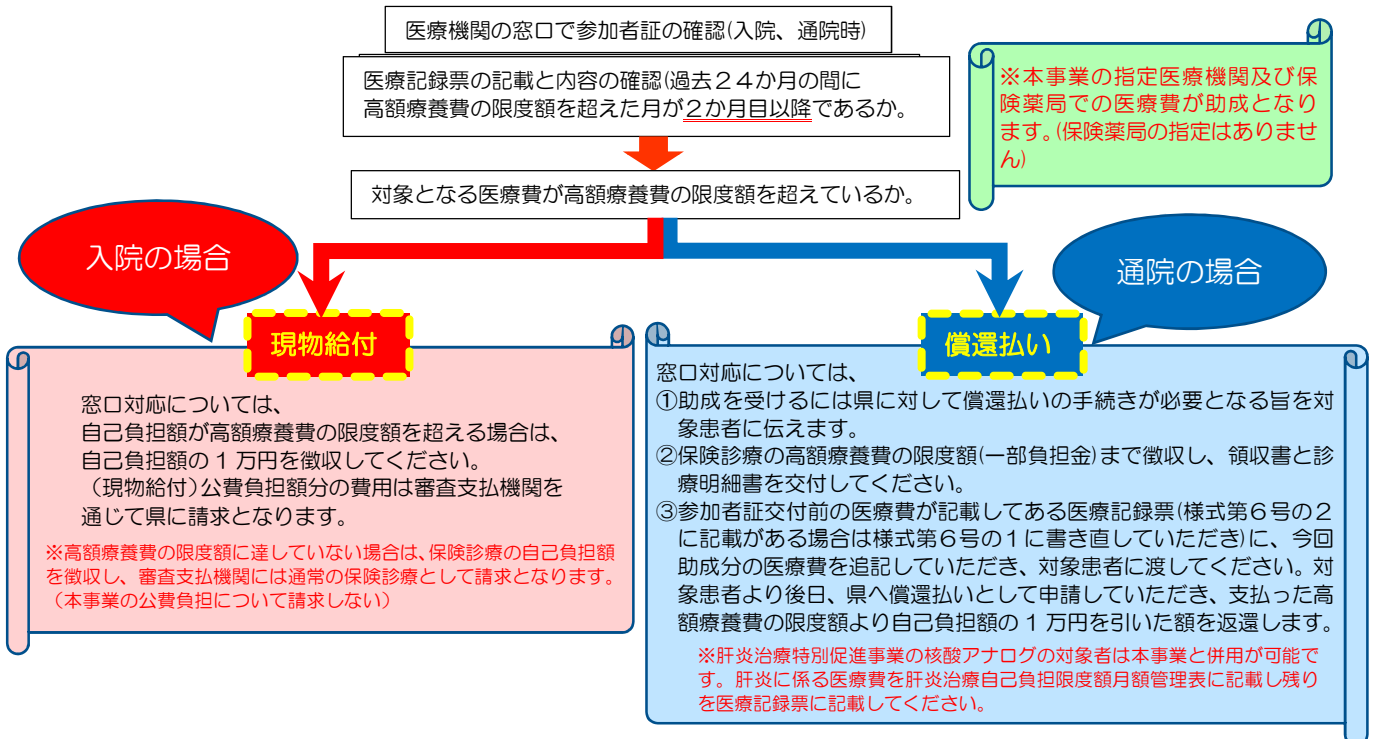 医療機関の窓口で参加者証の確認(入院、通院時)
医療記録票の記載と内容の確認(過去２４か月の間に
高額療養費の限度額を超えた月が２か月目以降であるか。
※本事業の指定医療機関及び保
険薬局での医療費が助成となり
ます。(保険薬局の指定はありませ
ん)
対象となる医療費が高額療養費の限度額を超えているか。
入院の場合
通院の場合
現物給付
窓口対応については、
自己負担額が高額療養費の限度額を超える場合は、
自己負担額の 1 万円を徴収してください。
（現物給付）公費負担額分の費用は審査支払機関を
通じて県に請求となります。
※高額療養費の限度額に達していない場合は、保険診療の自己負担額
を徴収し、審査支払機関には通常の保険診療として請求となります。
（本事業の公費負担について請求しない）
償還払い
窓口対応については、
①助成を受けるには県に対して償還払いの手続きが必要となる旨を対
象患者に伝えます。
②保険診療の高額療養費の限度額(一部負担金)まで徴収し、領収書と診
療明細書を交付してください。
③参加者証交付前の医療費が記載してある医療記録票(様式第６号の２
に記載がある場合は様式第６号の１に書き直していただき)に、今回
助成分の医療費を追記していただき、対象患者に渡してください。対
象患者より後日、県へ償還払いとして申請していただき、支払った高
額療養費の限度額より自己負担額の 1 万円を引いた額を返還します。
※肝炎治療特別促進事業の核酸アナログの対象者は本事業と併用が可能で
す。肝炎に係る医療費を肝炎治療自己負担限度額月額管理表に記載し残り
を医療記録票に記載してください。